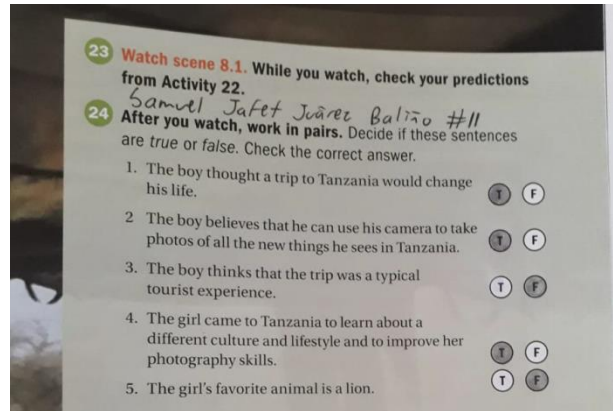 23 Watch scene 8.1. While you watch, check your predictions
from Activity 22.
Samuel Jafet Juárez Baliño #11
24 After you watch, work in pairs. Decide if these sentences
are true or false. Check the correct answer.
1. The boy thought a trip to Tanzania would change
his life. T F
2 The boy believes that he can use his camera to take
photos of all the new things he sees in Tanzania. T F
3. The boy thinks that the trip was a typical
tourist experience. T F
4. The girl came to Tanzania to learn about a
different culture and lifestyle and to improve her
photography skills. T F
5. The girl's favorite animal is a lion. T F